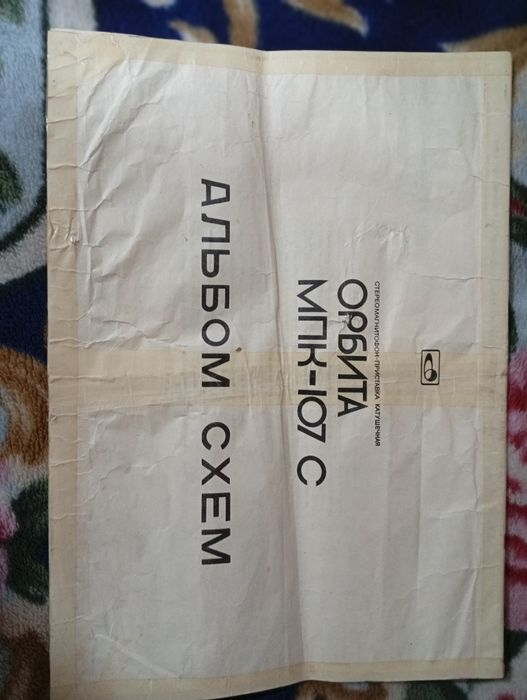 СТЕРЕОМАГНИТОФОН-ПРИСТАВКА КАТУШЕЧНАЯ
ОРБИТА
МПК-107 С
АЛЬБОМ СХЕМ